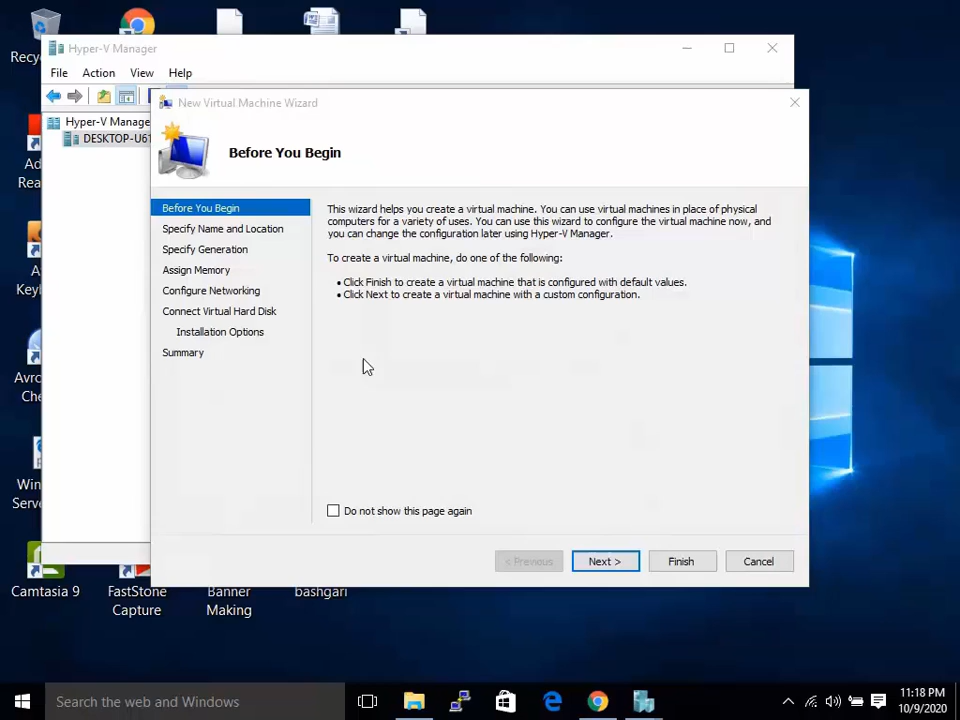 Recyc
Hyper-V Manager
File Action View Help
Hyper-V Manage
DESKTOP-U61
New Virtual Machine Wizard
Before You Begin
Before You Begin
Specify Name and Location
Specify Generation
Assign Memory
Configure Networking
Connect Virtual Hard Disk
Installation Options
Summary
This wizard helps you create a virtual machine. You can use virtual machines in place of physical
computers for a variety of uses. You can use this wizard to configure the virtual machine now, and
you can change the configuration later using Hyper-V Manager.
To create a virtual machine, do one of the following:
• Click Finish to create a virtual machine that is configured with default values.
• Click Next to create a virtual machine with a custom configuration.
Do not show this page again
< Previous
Next >
Finish
Cancel
Ad
Rea
A
Key
Avro
Che
Win
Serve
Camtasia 9
FastStone
Capture
Banner
Making
bashgari
Search the web and Windows
11:18 PM
10/9/2020